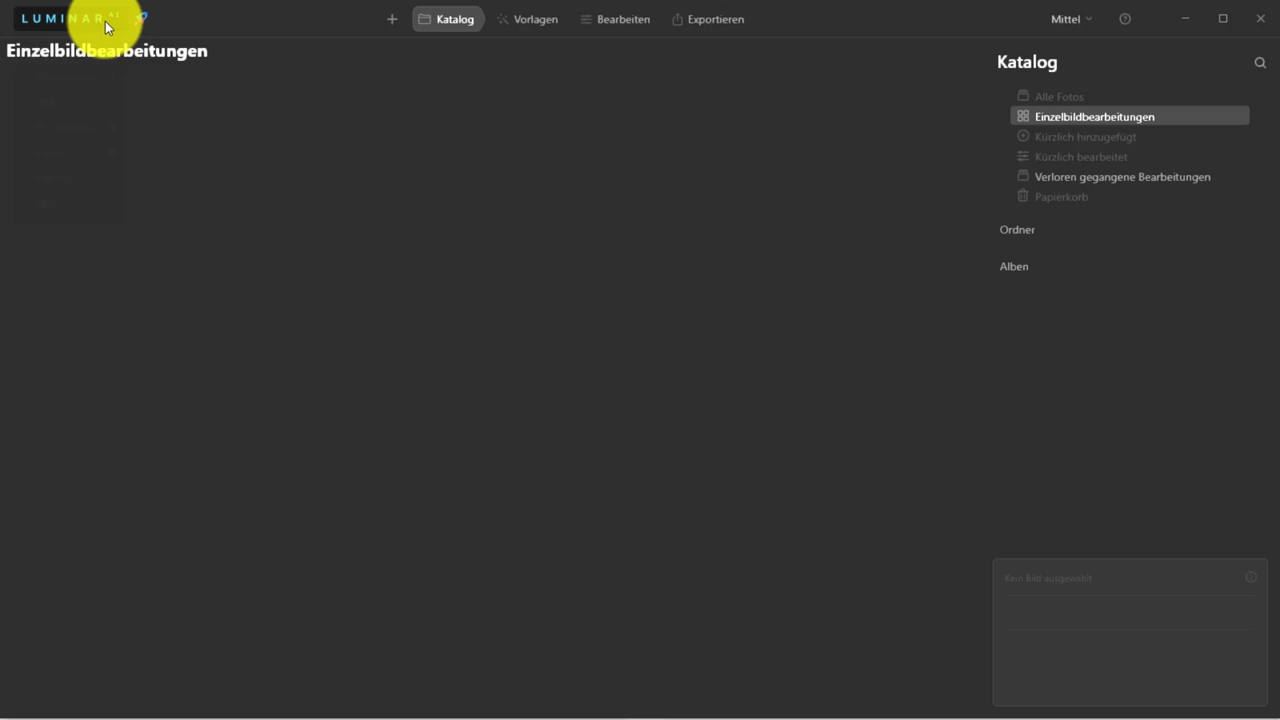 LUMINAR AI
Katalog
Vorlagen
Bearbeiten
Exportieren
Mittel
Einzelbildbearbeitungen
Katalog
Alle Fotos
Einzelbildbearbeitungen
Kürzlich hinzugefügt
Kürzlich bearbeitet
Verloren gegangene Bearbeitungen
Papierkorb
Ordner
Alben
Kein Bild ausgewählt